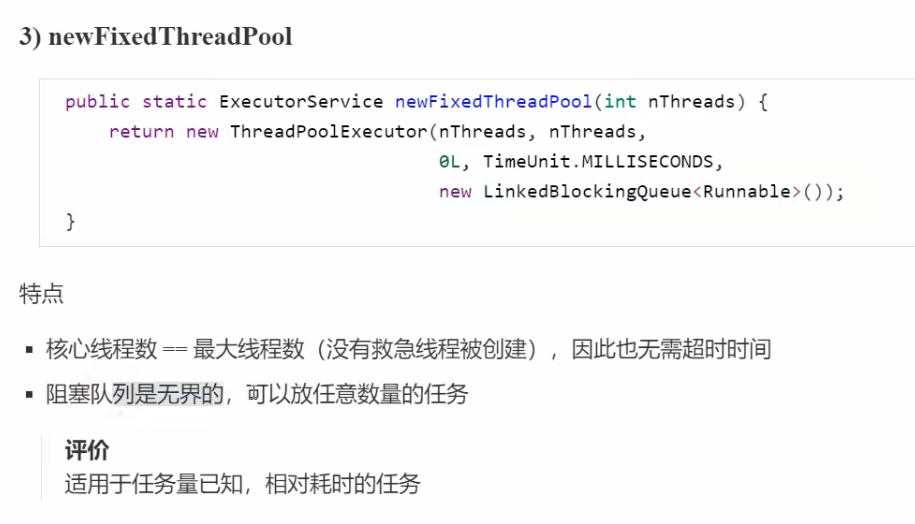 3) newFixedThreadPool
public static ExecutorService newFixedThreadPool(int nThreads) {
return new ThreadPoolExecutor(nThreads, nThreads,
0L, TimeUnit.MILLISECONDS,
new LinkedBlockingQueue<Runnable>());
}
特点
▪ 核心线程数 == 最大线程数（没有救急线程被创建），因此也无需超时时间
▪ 阻塞队列是无界的，可以放任意数量的任务
评价
适用于任务量已知，相对耗时的任务